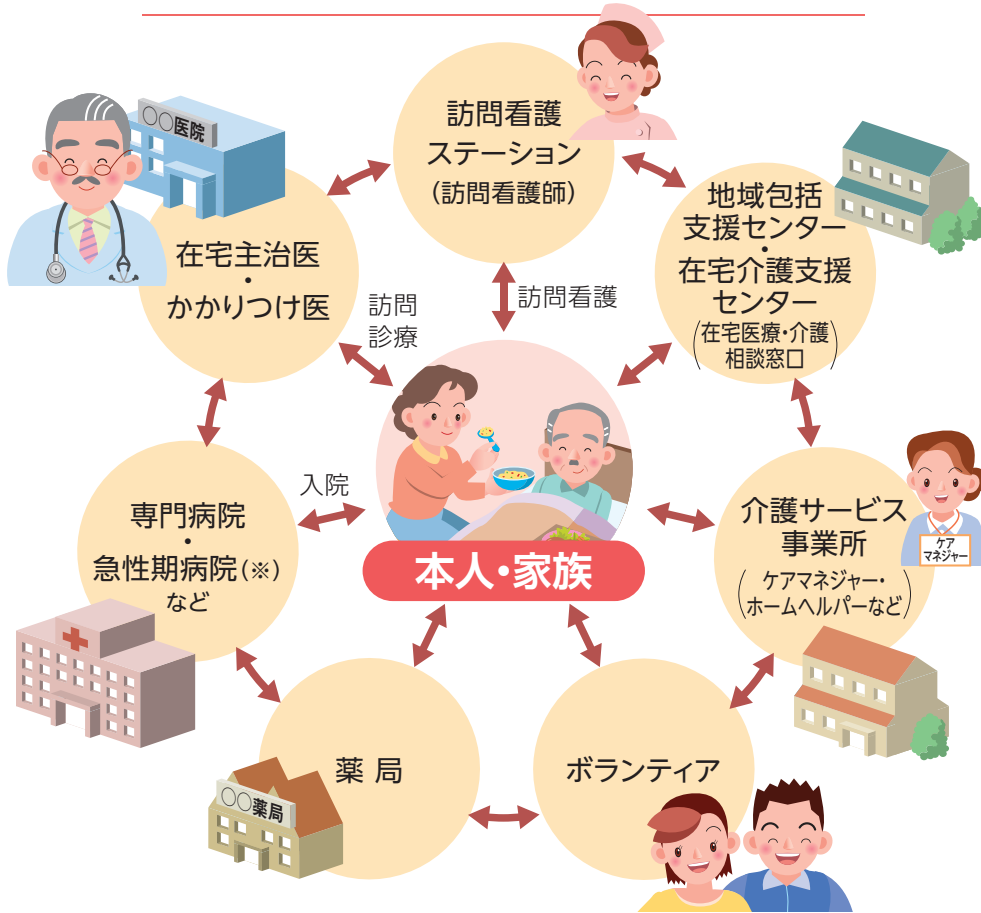 訪問看護
ステーション
(訪問看護師)
○○医院
在宅主治医
・
かかりつけ医
地域包括
支援センター
・
在宅介護支援
センター
(在宅医療・介護
相談窓口)
訪問看護
訪問
診療
入院
専門病院
・
急性期病院(※)
など
本人・家族
介護サービス
事業所
(ケアマネジャー・
ホームヘルパーなど)
ケア
マネジャー
薬局
○○薬局
ボランティア